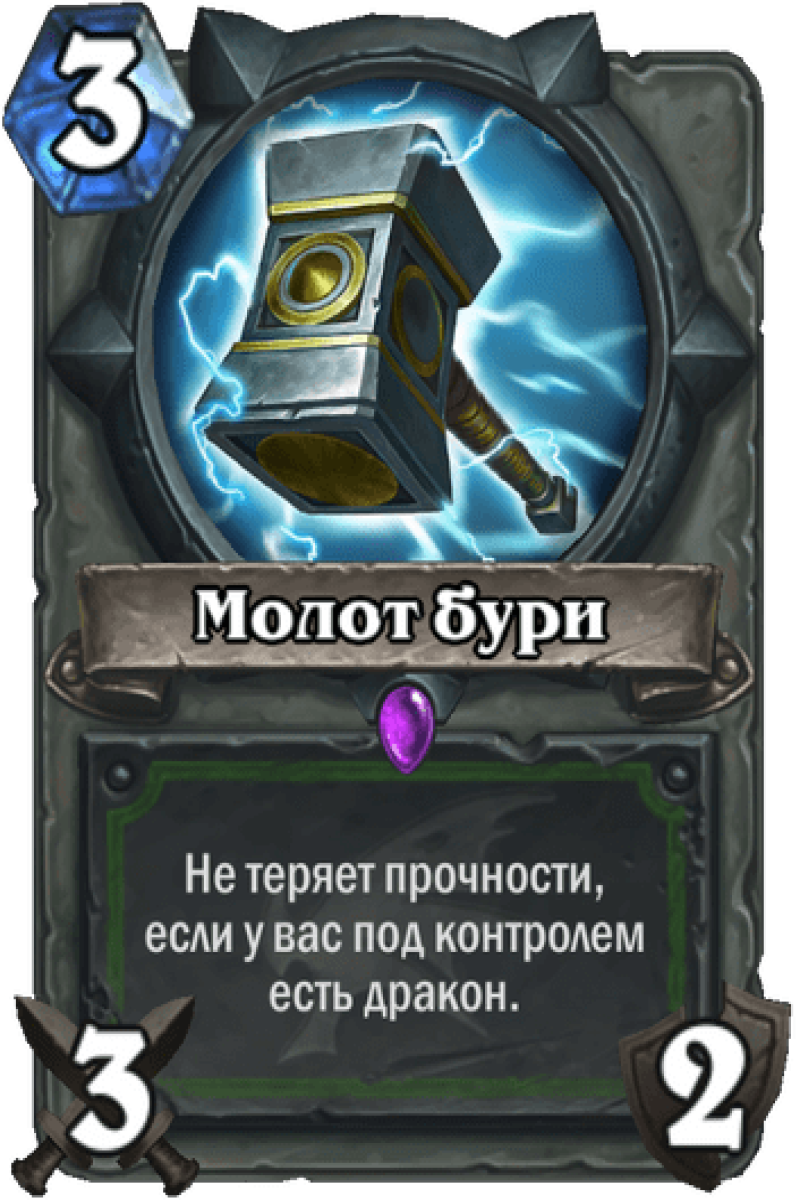 3
Молот бури
Не теряет прочности,
если у вас под контролем
есть дракон.
3
2